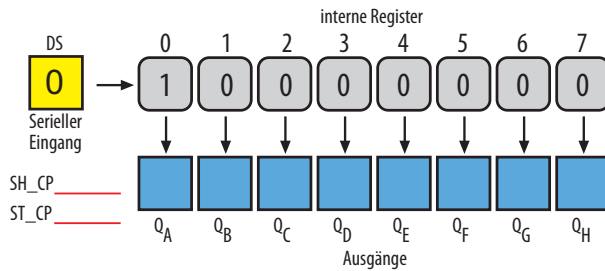 interne Register
DS 0 1 2 3 4 5 6 7
0 1 0 0 0 0 0 0 0
Serieller
Eingang
SH_CP
ST_CP
QA QB QC QD QE QF QG QH
Ausgänge